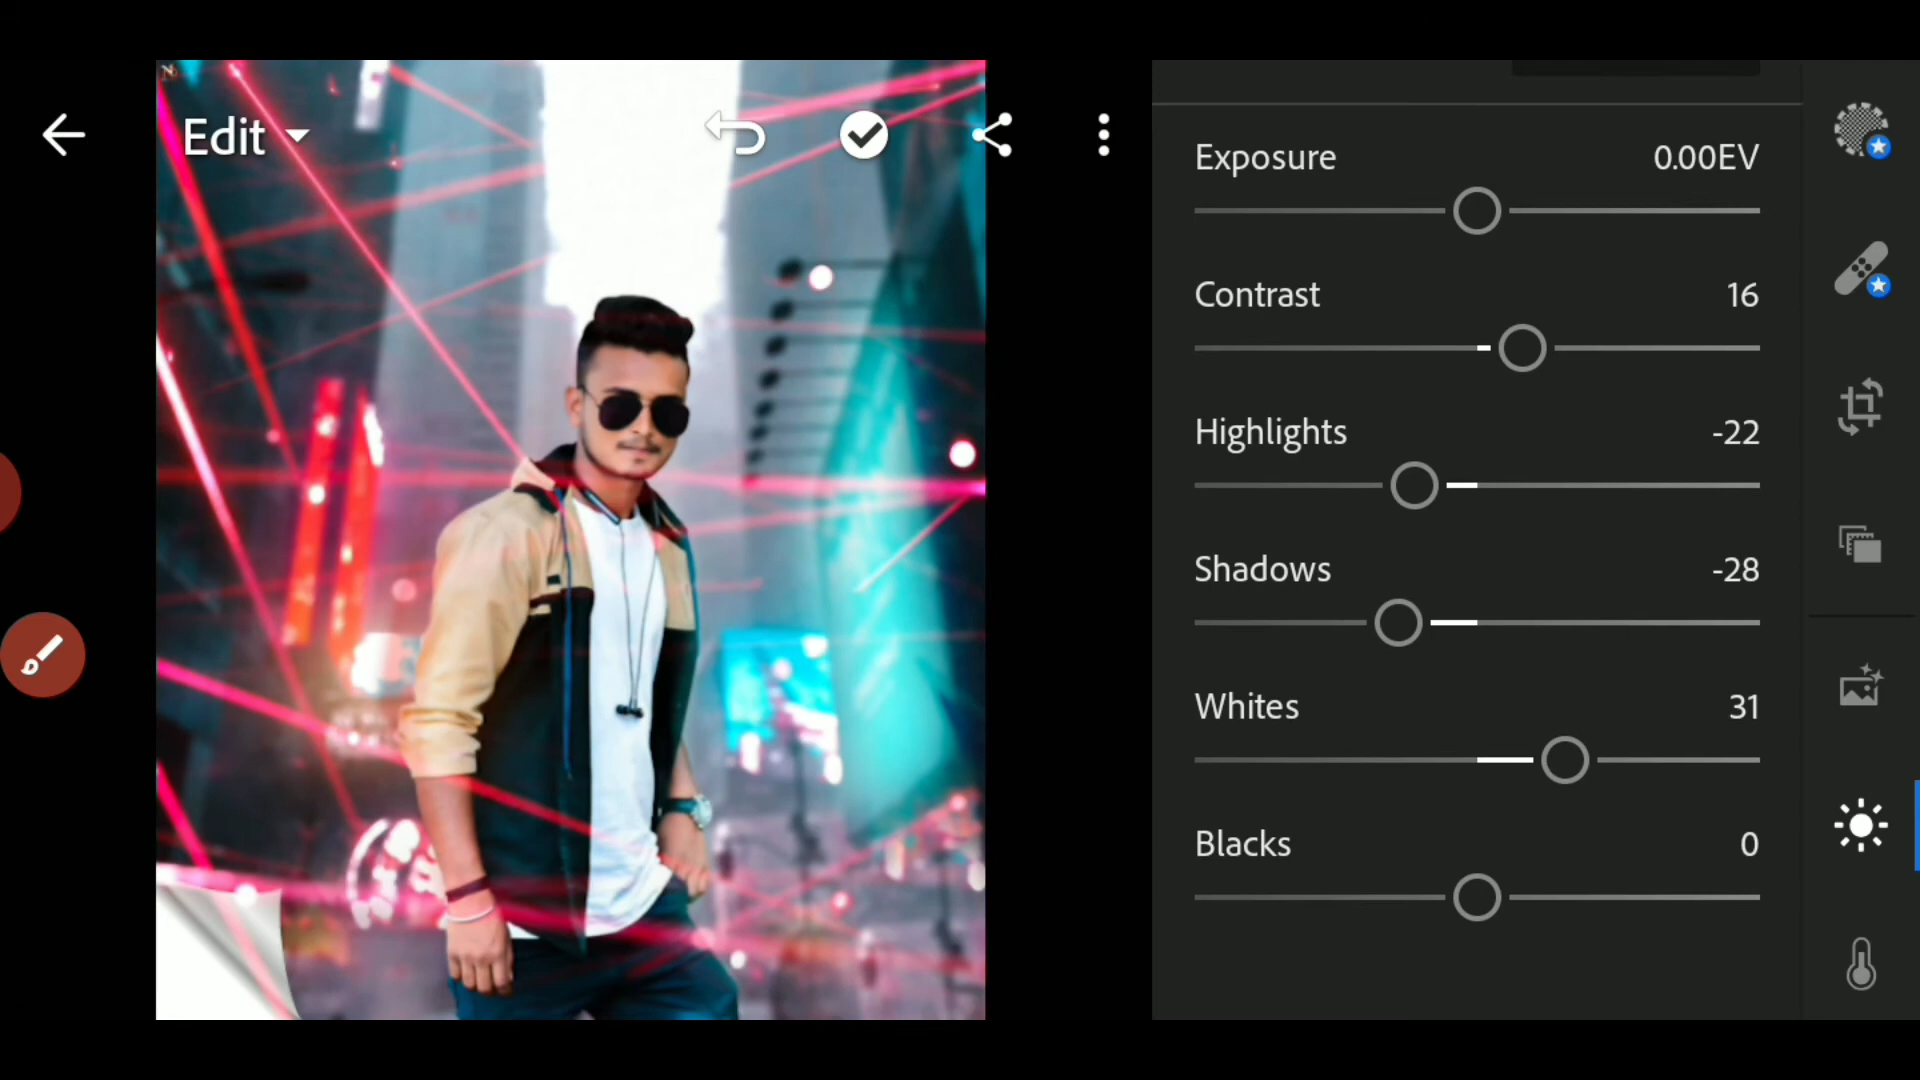 Edit
Exposure 0.00EV
Contrast 16
Highlights -22
Shadows -28
Whites 31
Blacks 0